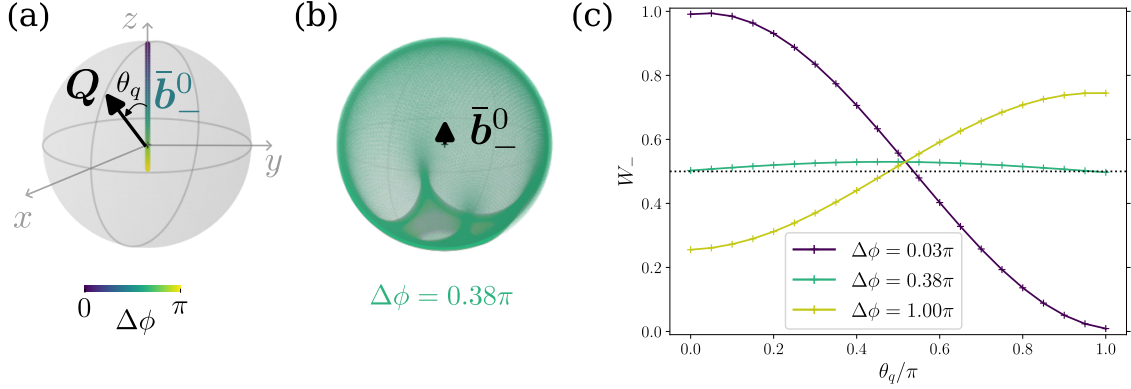 (a)
z
Q
θ_q
b̄⁰₋
y
x
0
π
Δϕ
(b)
b̄⁰₋
Δϕ = 0.38π
(c)
W₋
1.0
0.8
0.6
0.4
0.2
0.0
Δϕ = 0.03π
Δϕ = 0.38π
Δϕ = 1.00π
0.0 0.2 0.4 0.6 0.8 1.0
θ_q/π